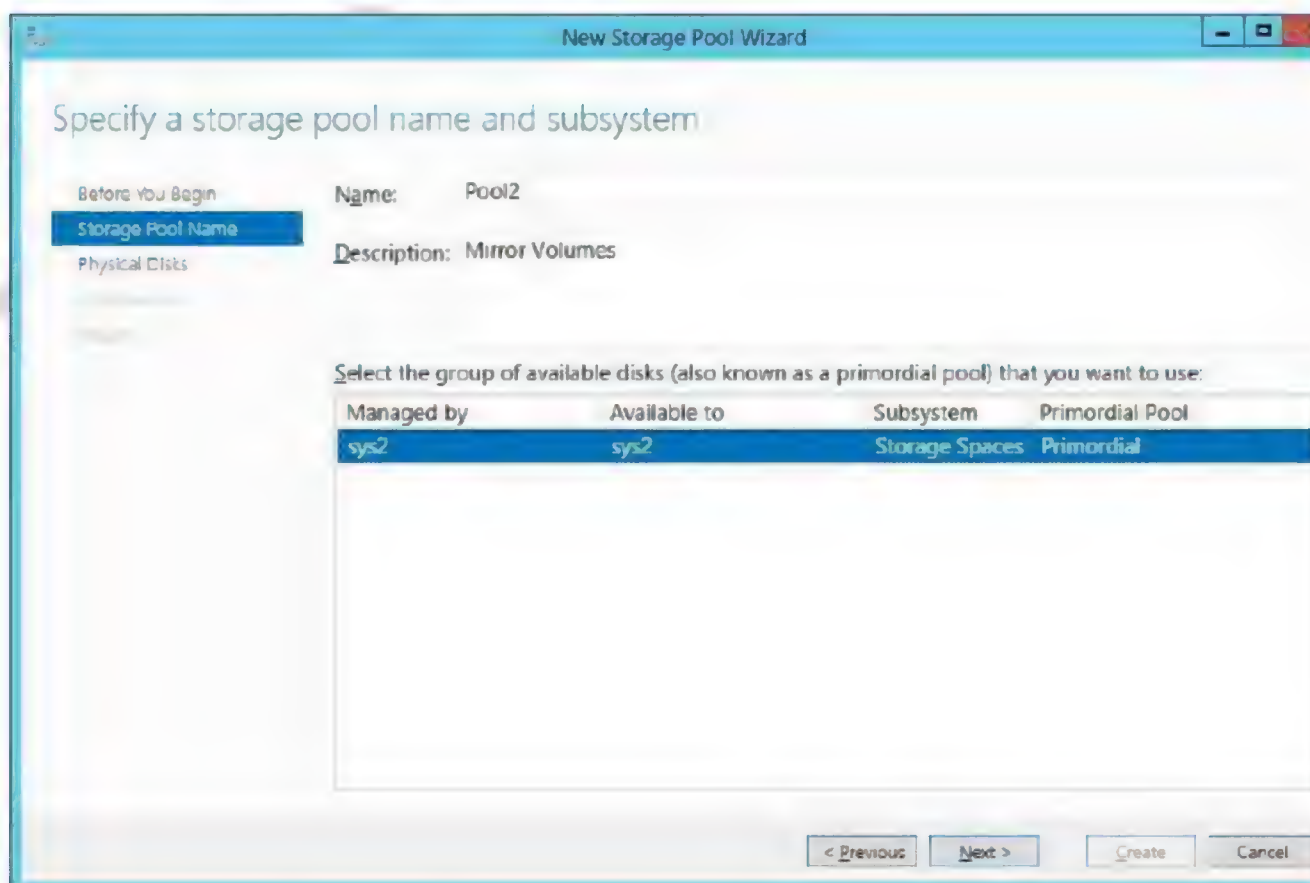 New Storage Pool Wizard
Specify a storage pool name and subsystem
Before You Begin
Storage Pool Name
Physical Disks
Name: Pool2
Description: Mirror Volumes
Select the group of available disks (also known as a primordial pool) that you want to use:
Managed by Available to Subsystem Primordial Pool
sys2 sys2 Storage Spaces Primordial
< Previous Next > Create Cancel